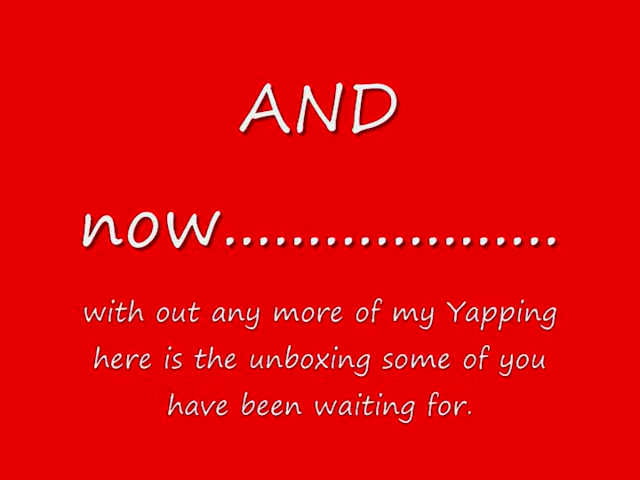 AND
now....................
with out any more of my Yapping
here is the unboxing some of you
have been waiting for.